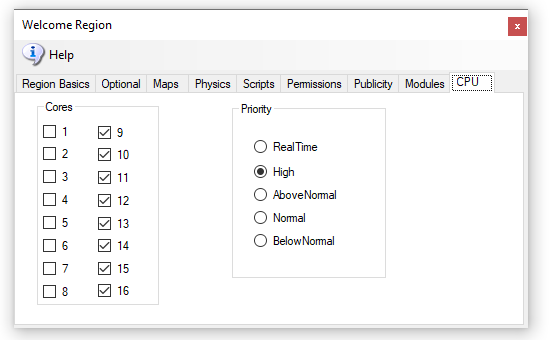 Welcome Region
x
Help
Region Basics Optional Maps Physics Scripts Permissions Publicity Modules CPU
Cores
1 9
2 10
3 11
4 12
5 13
6 14
7 15
8 16
Priority
RealTime
High
AboveNormal
Normal
BelowNormal